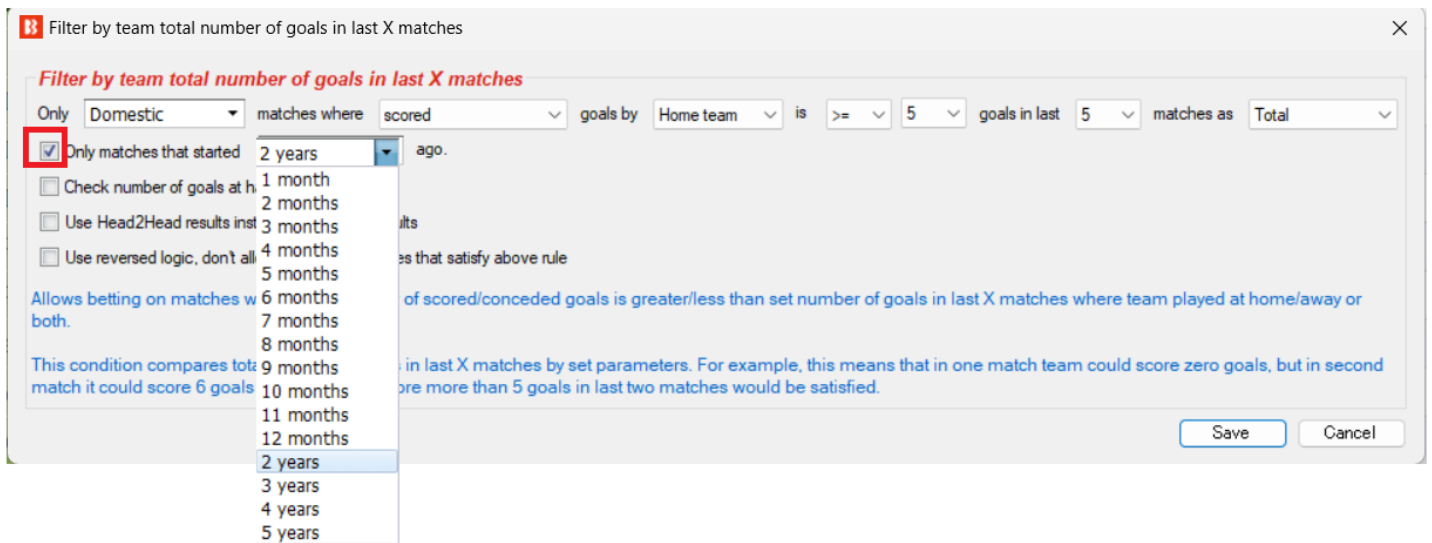 Filter by team total number of goals in last X matches
Filter by team total number of goals in last X matches
Only Domestic matches where scored goals by Home team is >= 5 goals in last 5 matches as Total
Only matches that started 2 years ago.
1 month
Check number of goals at h
2 months
Use Head2Head results inst
3 months
4 months
Use reversed logic, don't all es that satisfy above rule
5 months
Allows betting on matches w 6 months of scored/conceded goals is greater/less than set number of goals in last X matches where team played at home/away or
both.
7 months
8 months
This condition compares tota 9 months in last X matches by set parameters. For example, this means that in one match team could score zero goals, but in second
match it could score 6 goals 10 months ore more than 5 goals in last two matches would be satisfied.
11 months
12 months
Save Cancel
2 years
3 years
4 years
5 years